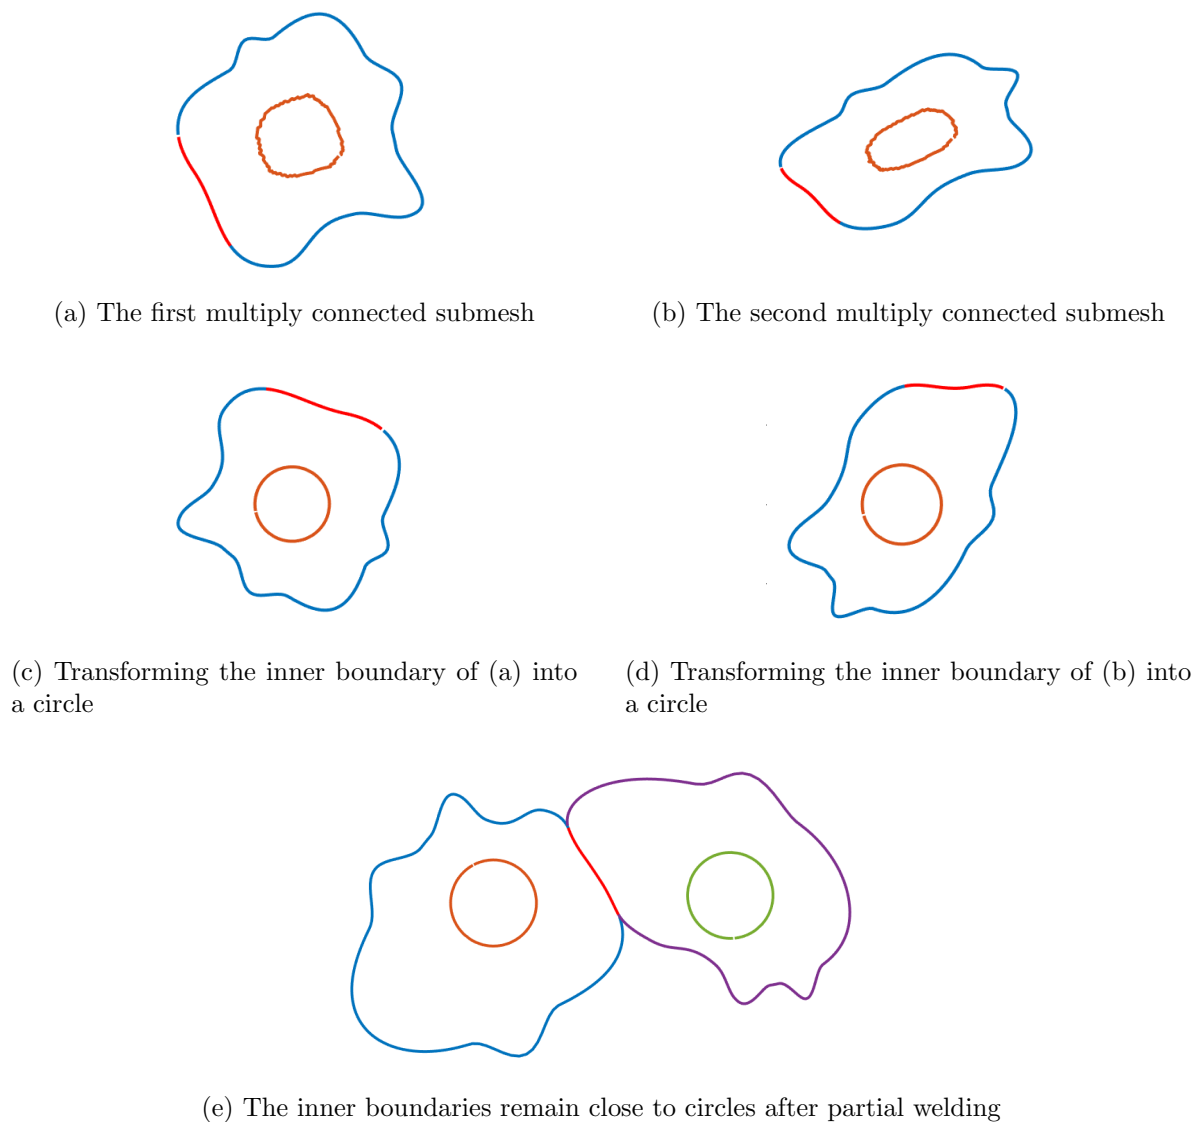 (a) The first multiply connected submesh
(b) The second multiply connected submesh
(c) Transforming the inner boundary of (a) into
a circle
(d) Transforming the inner boundary of (b) into
a circle
(e) The inner boundaries remain close to circles after partial welding